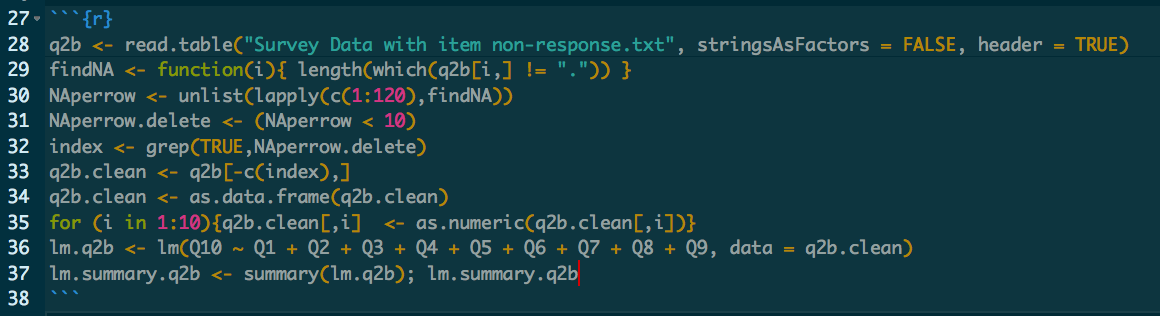 27 ```{r}
28 q2b <- read.table("Survey Data with item non-response.txt", stringsAsFactors = FALSE, header = TRUE)
29 findNA <- function(i){ length(which(q2b[i,] != ".")) }
30 NAperrow <- unlist(lapply(c(1:120),findNA))
31 NAperrow.delete <- (NAperrow < 10)
32 index <- grep(TRUE,NAperrow.delete)
33 q2b.clean <- q2b[-c(index),]
34 q2b.clean <- as.data.frame(q2b.clean)
35 for (i in 1:10){q2b.clean[,i]  <- as.numeric(q2b.clean[,i])}
36 lm.q2b <- lm(Q10 ~ Q1 + Q2 + Q3 + Q4 + Q5 + Q6 + Q7 + Q8 + Q9, data = q2b.clean)
37 lm.summary.q2b <- summary(lm.q2b); lm.summary.q2b
38 ```